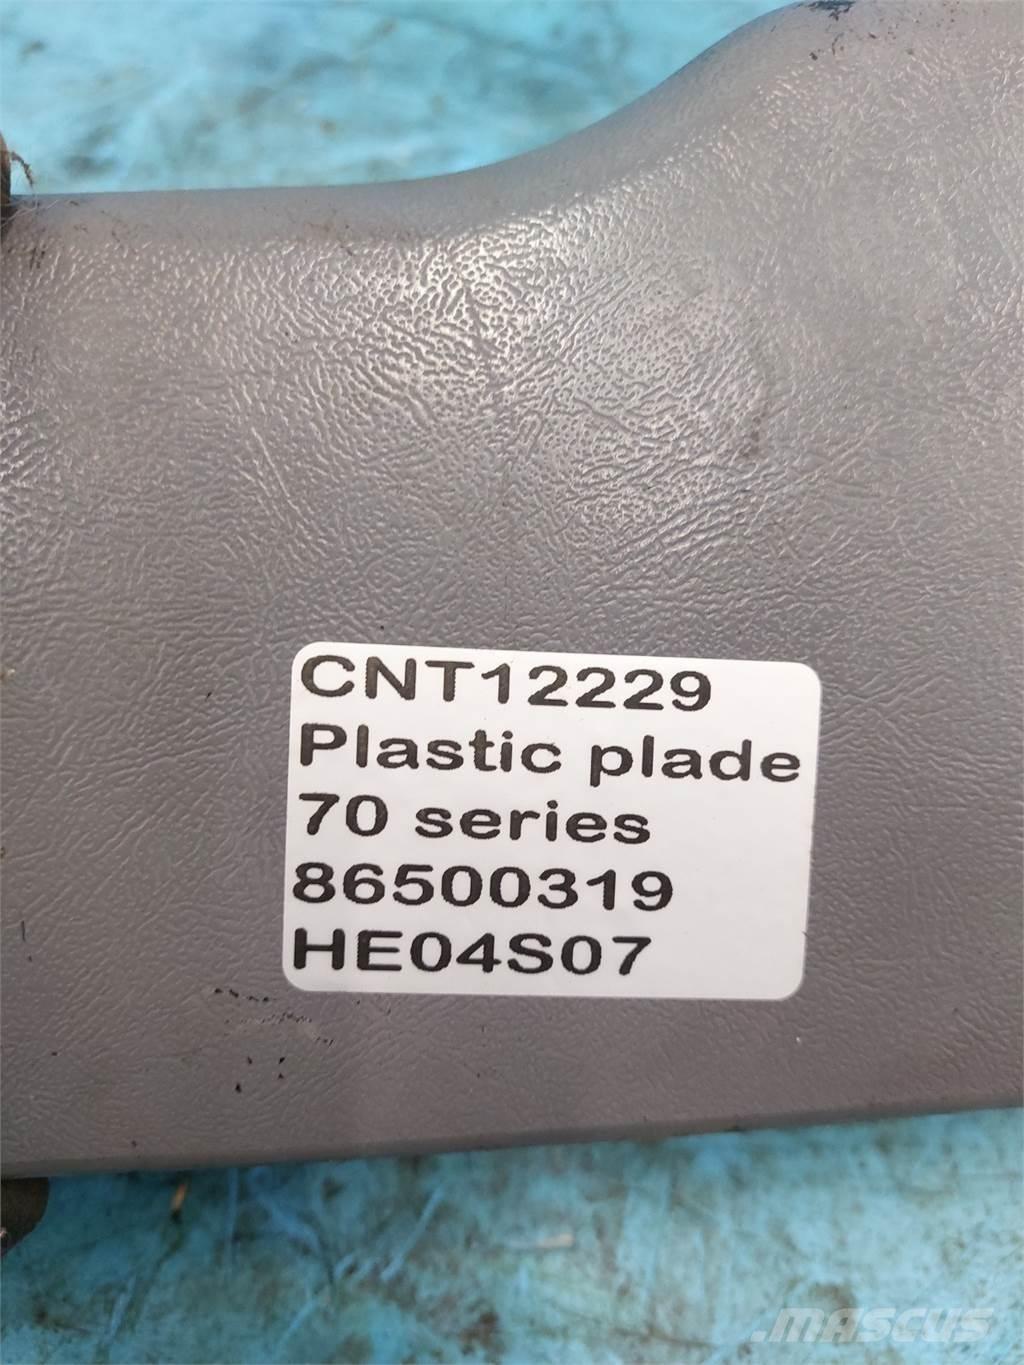 CNT12229
Plastic plade
70 series
86500319
HE04S07
.MASCUS